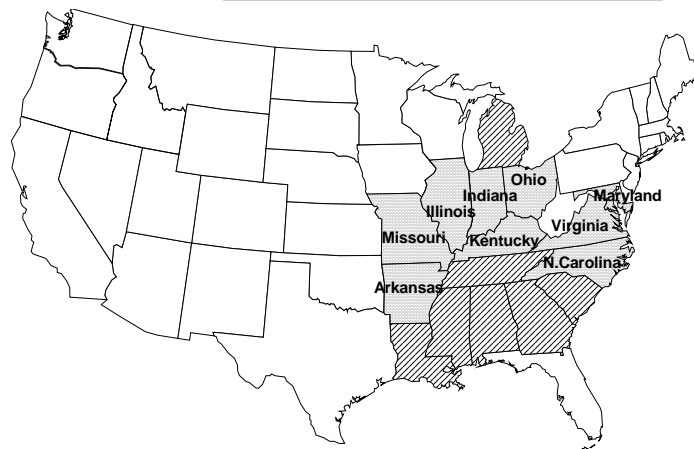 Ohio
Maryland
Indiana
Illinois
Virginia
Missouri
Kentucky
N.Carolina
Arkansas